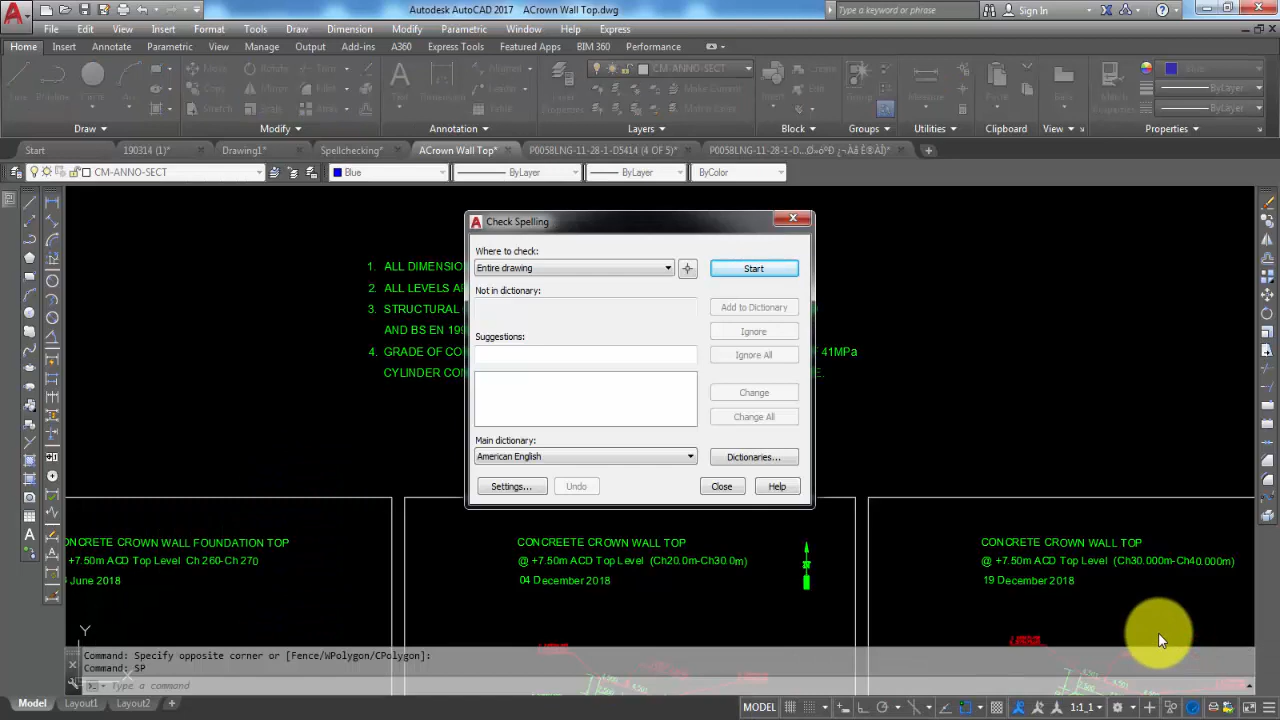 Autodesk AutoCAD 2017 ACrown Wall Top.dwg
Type a keyword or phrase
Sign In
File Edit View Insert Format Tools Draw Dimension Modify Parametric Window Help Express
Home Insert Annotate Parametric View Manage Output Add-ins A360 Express Tools Featured Apps BIM 360 Performance
CM-ANNO-SECT
ByLayer
ByLayer
Draw Modify Annotation Layers Block Groups Utilities Clipboard View Properties
Start 190314 (1)* Drawing1* Spellchecking* ACrown Wall Top* P0058LNG-11-28-1-D5414 (4 OF 5)*
CM-ANNO-SECT Blue ByLayer ByLayer ByColor
Check Spelling
Where to check:
Entire drawing
Start
Not in dictionary:
Add to Dictionary
Ignore
Suggestions:
Ignore All
Change
Change All
Main dictionary:
American English
Dictionaries...
Settings... Undo Close Help
1. ALL DIMENSIO
2. ALL LEVELS A
3. STRUCTURAL
AND BS EN 199
4. GRADE OF CO 41MPa
CYLINDER CON E.
CONCRETE CROWN WALL FOUNDATION TOP
+7.50m ACD Top Level Ch 260-Ch 270
June 2018
CONCREETE CROWN WALL TOP
@ +7.50m ACD Top Level (Ch20.0m-Ch30.0m)
04 December 2018
CONCRETE CROWN WALL TOP
@ +7.50m ACD Top Level (Ch30.000m-Ch40.000m)
19 December 2018
Y
Command: Specify opposite corner or [Fence/WPolygon/CPolygon]:
Command: SP
Type a command
Model Layout1 Layout2 +
MODEL 1:1_1